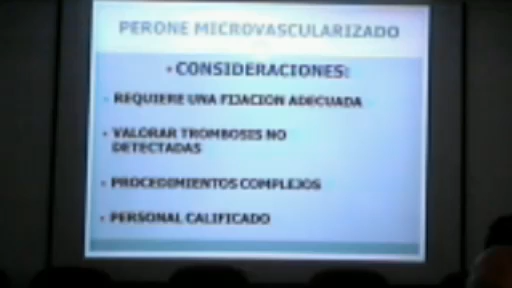 PERONE MICROVASCULARIZADO
• CONSIDERACIONES:
• REQUIERE UNA FIJACION ADECUADA
• VALORAR TROMBOSIS NO
DETECTADAS
• PROCEDIMIENTOS COMPLEJOS
• PERSONAL CALIFICADO